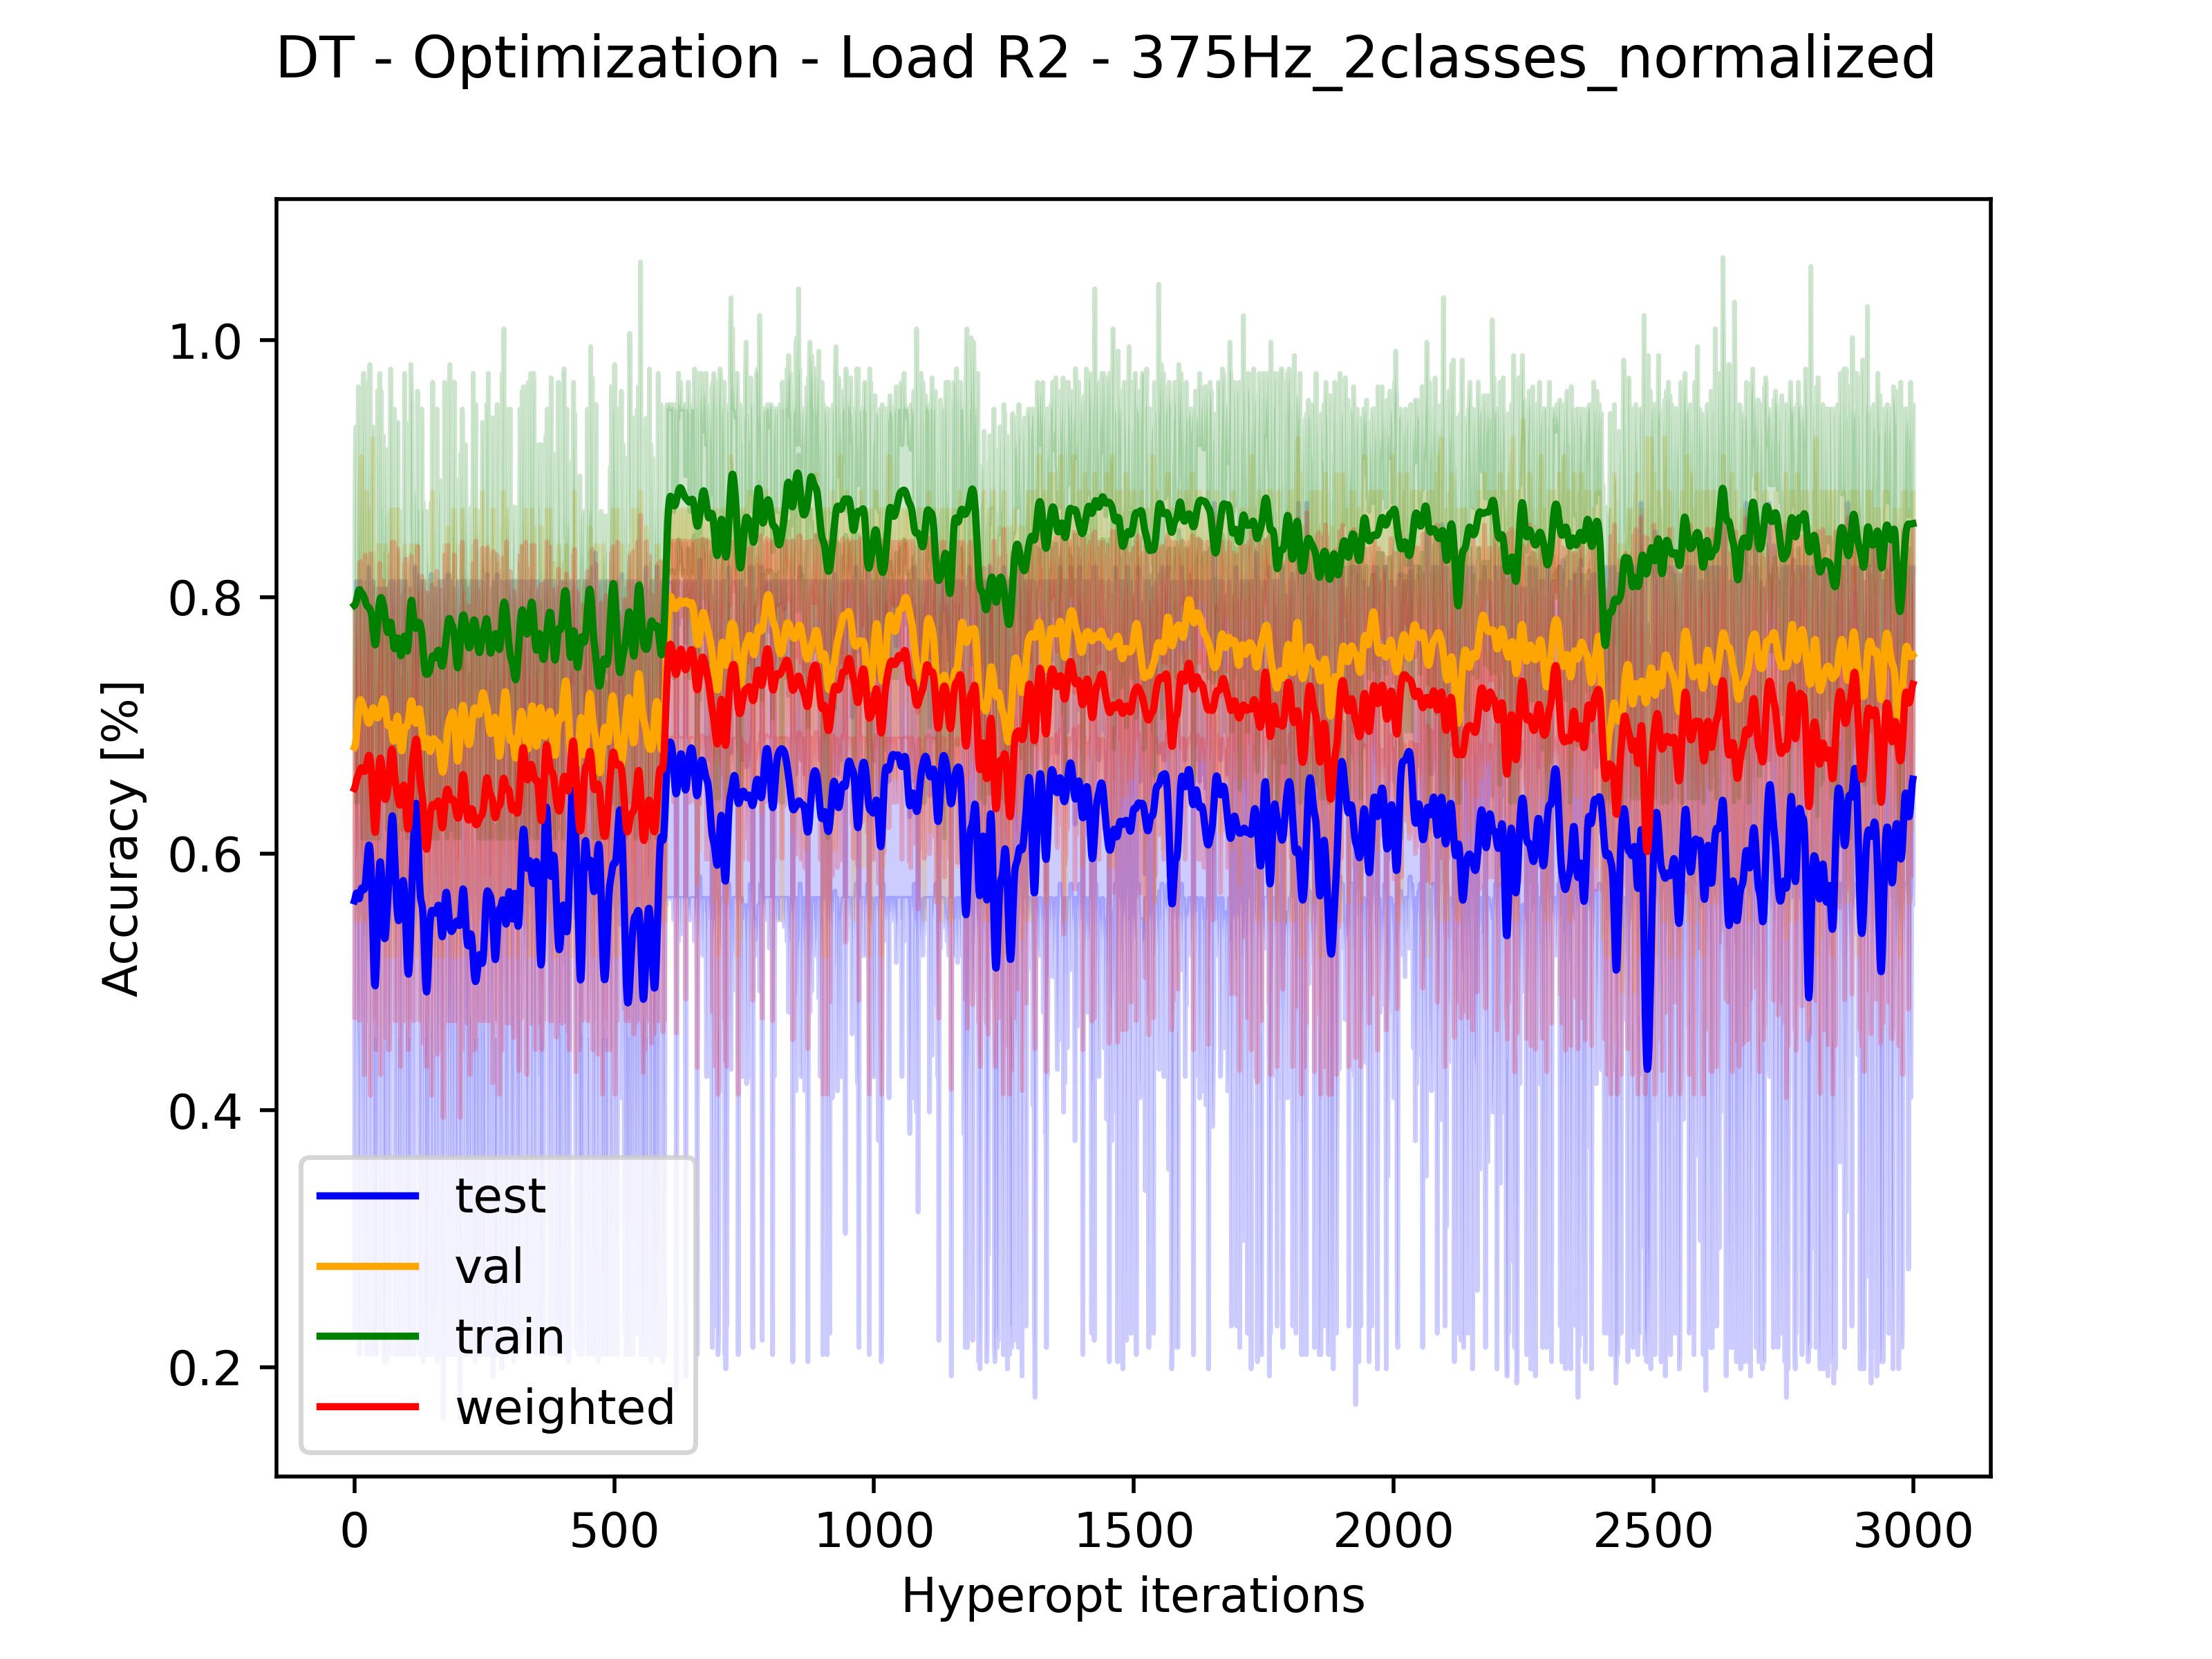 DT - Optimization - Load R2 - 375Hz_2classes_normalized
Accuracy [%]
1.0
0.8
0.6
0.4
0.2
test
val
train
weighted
0 500 1000 1500 2000 2500 3000
Hyperopt iterations